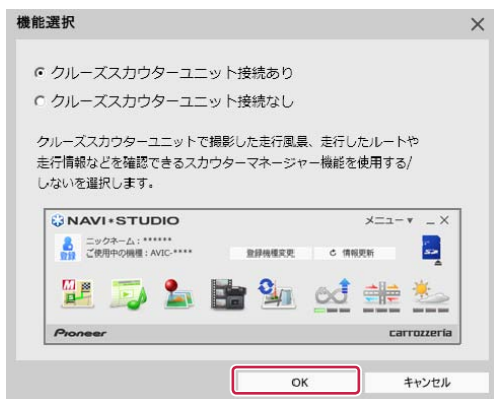 機能選択
クルーズスカウターユニット接続あり
クルーズスカウターユニット接続なし
クルーズスカウターユニットで撮影した走行風景、走行したルートや
走行情報などを確認できるスカウターマネージャー機能を使用する/
しないを選択します。
NAVI*STUDIO メニュー
ニックネーム:******
登録 ご使用中の機種:AVIC-**** 登録機種変更 情報更新
Pioneer carrozzeria
OK キャンセル